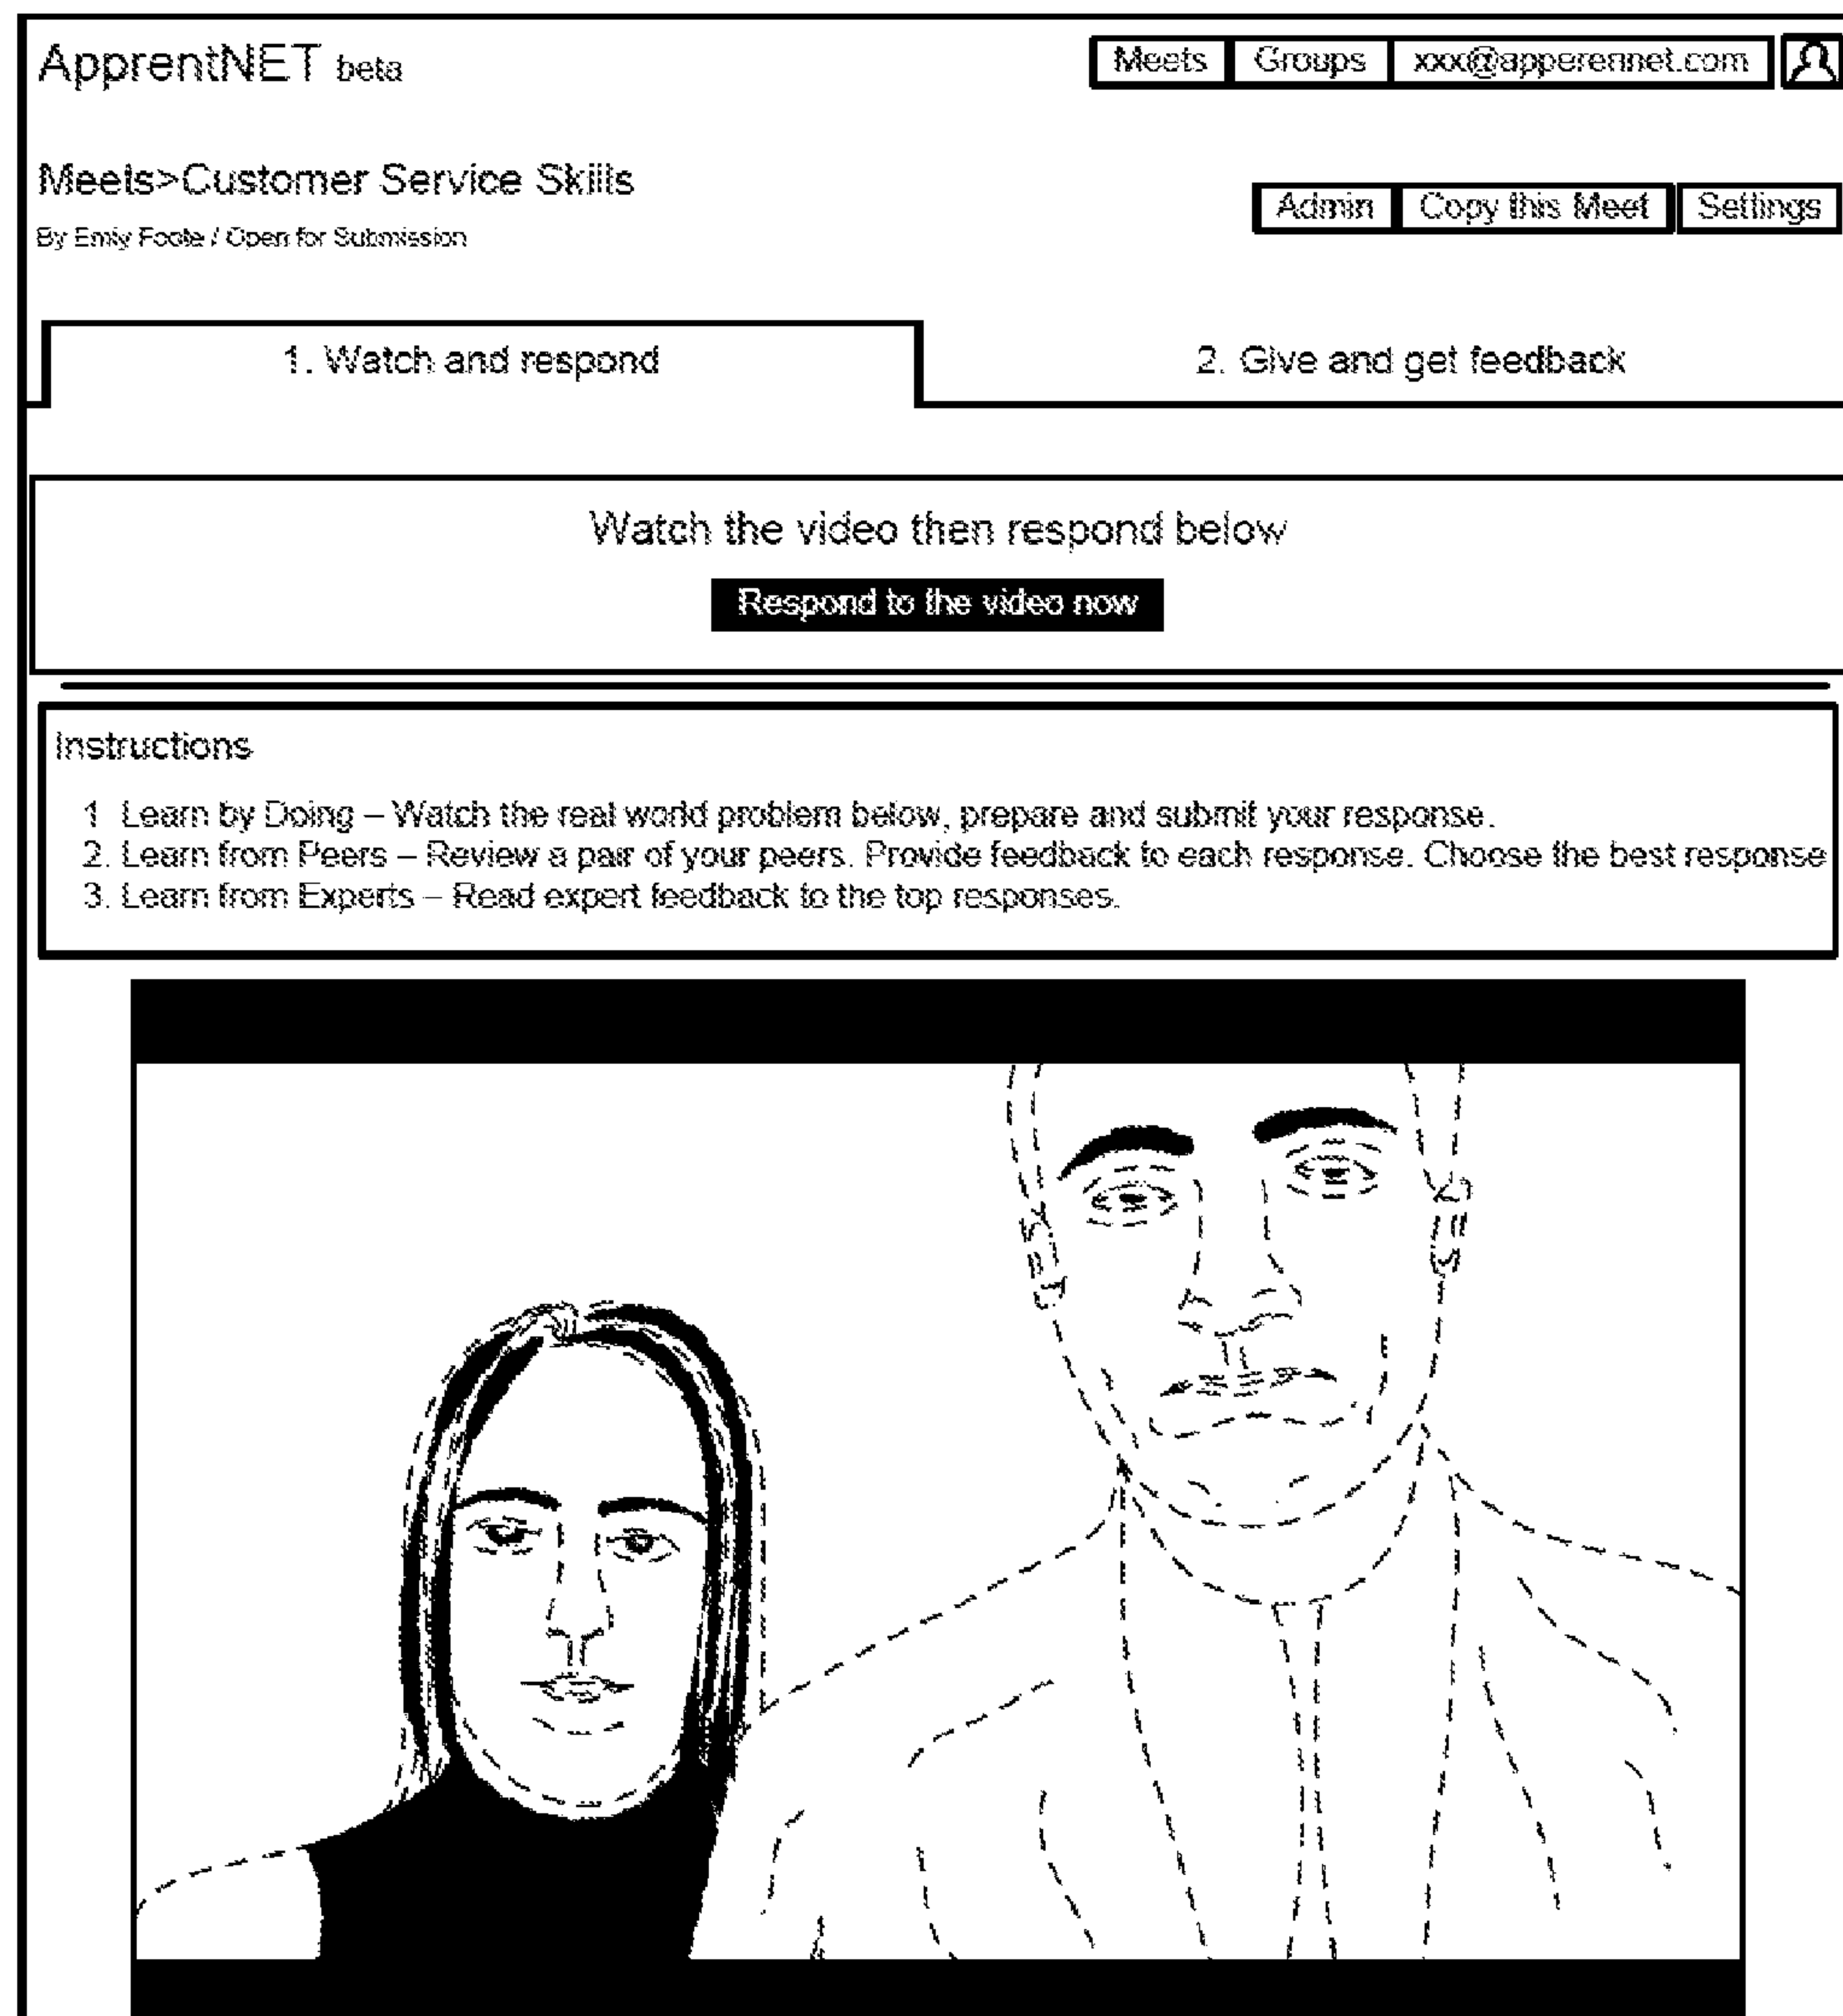 ApprentNET beta
Meets Groups xxx@apperennet.com
Meets>Customer Service Skills
Admin Copy this Meet Settings
By Emily Foote / Open for Submission
1. Watch and respond 2. Give and get feedback
Watch the video then respond below
Respond to the video now
Instructions
1 Learn by Doing – Watch the real world problem below, prepare and submit your response.
2. Learn from Peers – Review a pair of your peers. Provide feedback to each response. Choose the best response
3. Learn from Experts – Read expert feedback to the top responses.